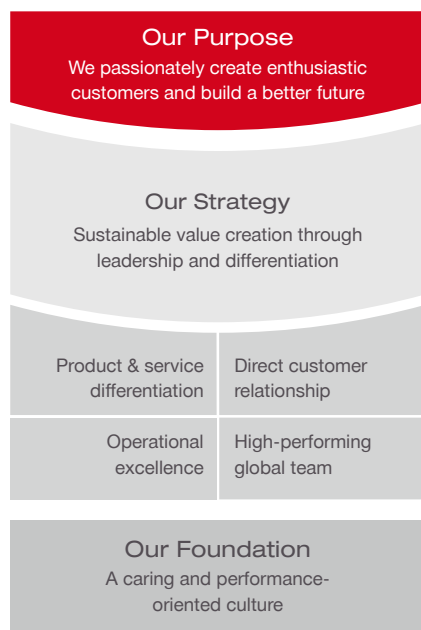 Our Purpose
We passionately create enthusiastic
customers and build a better future
Our Strategy
Sustainable value creation through
leadership and differentiation
Product & service
differentiation
Direct customer
relationship
Operational
excellence
High-performing
global team
Our Foundation
A caring and performance-
oriented culture